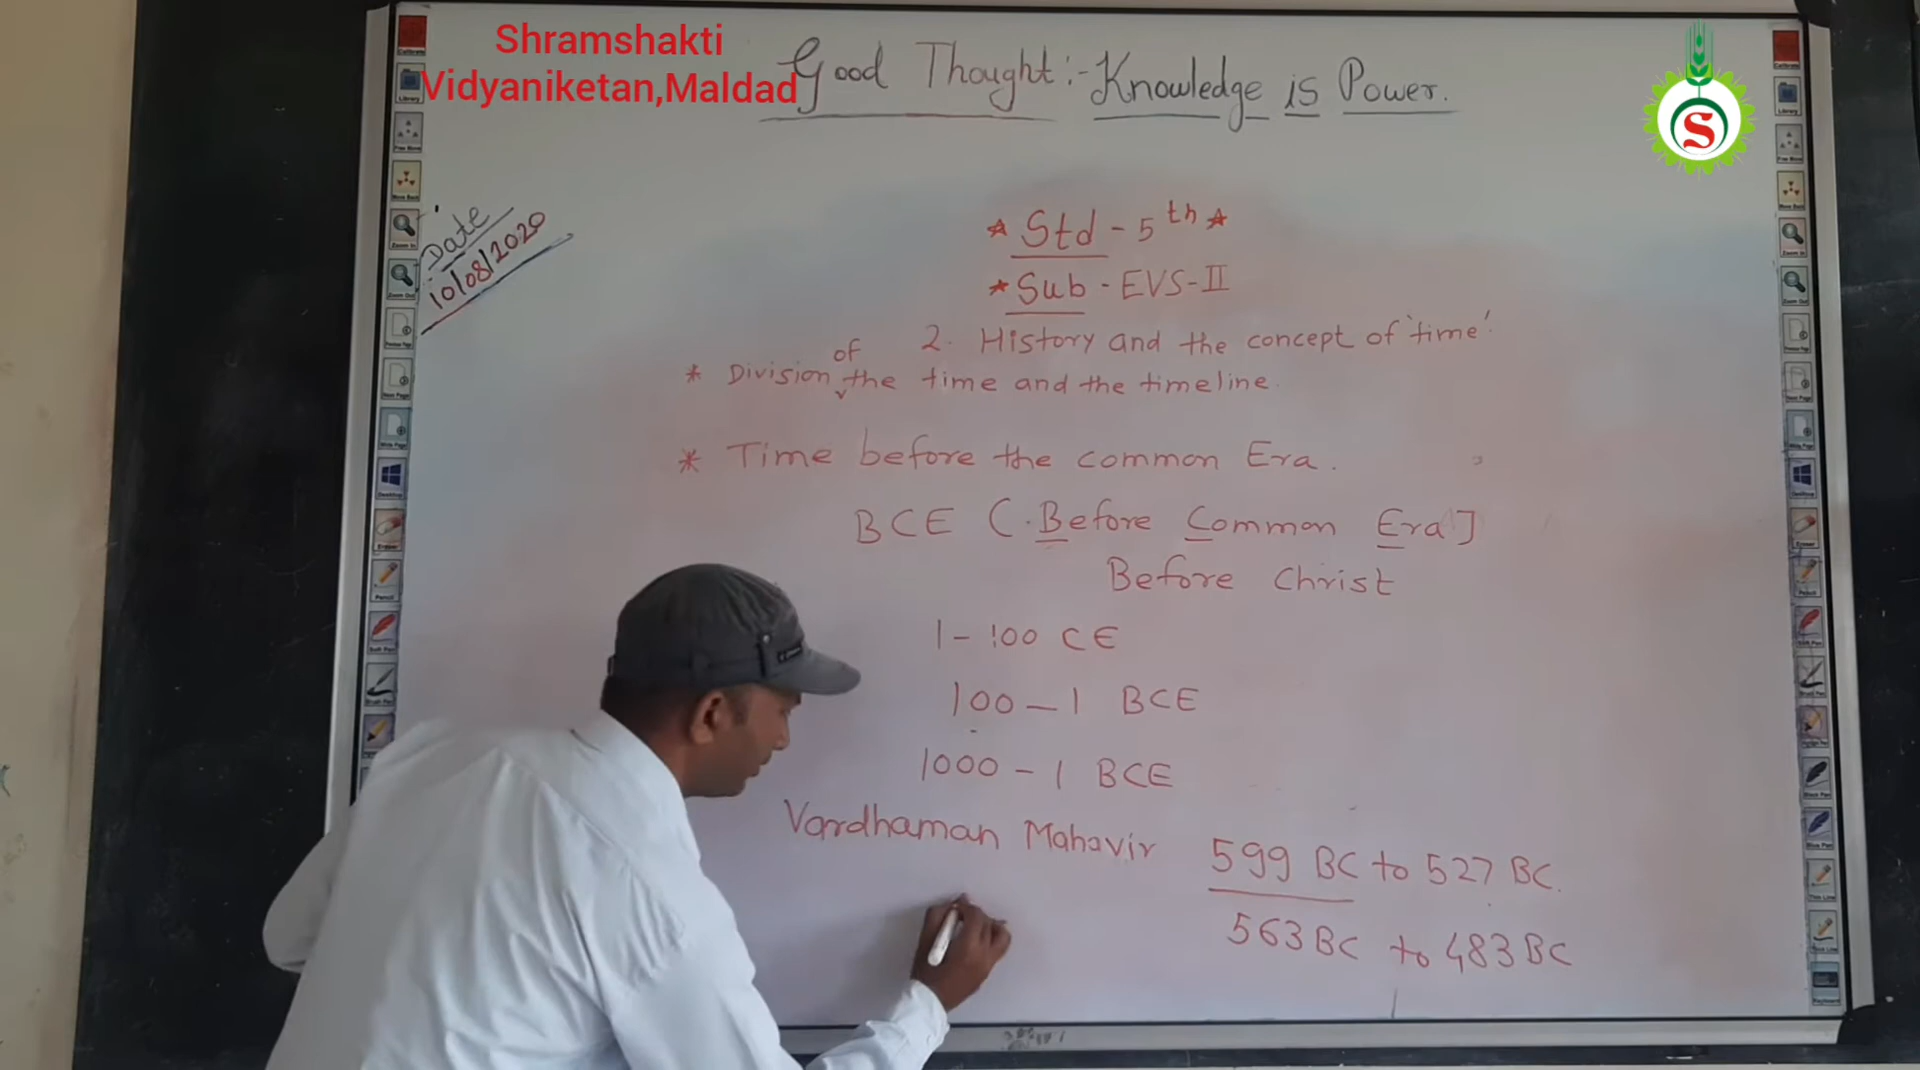 Shramshakti
Vidyaniketan,Maldad
Good Thought:- Knowledge is Power.
S
Date
10/08/2020
* Std - 5th *
* Sub - EVS-II
2. History and the concept of 'time'.
* Division of the time and the timeline.
* Time before the common Era.
BCE (Before Common Era]
Before Christ
1 - 100 CE
100 - 1 BCE
1000 - 1 BCE
Vardhaman Mahavir 599 BC to 527 BC.
563 BC to 483 BC